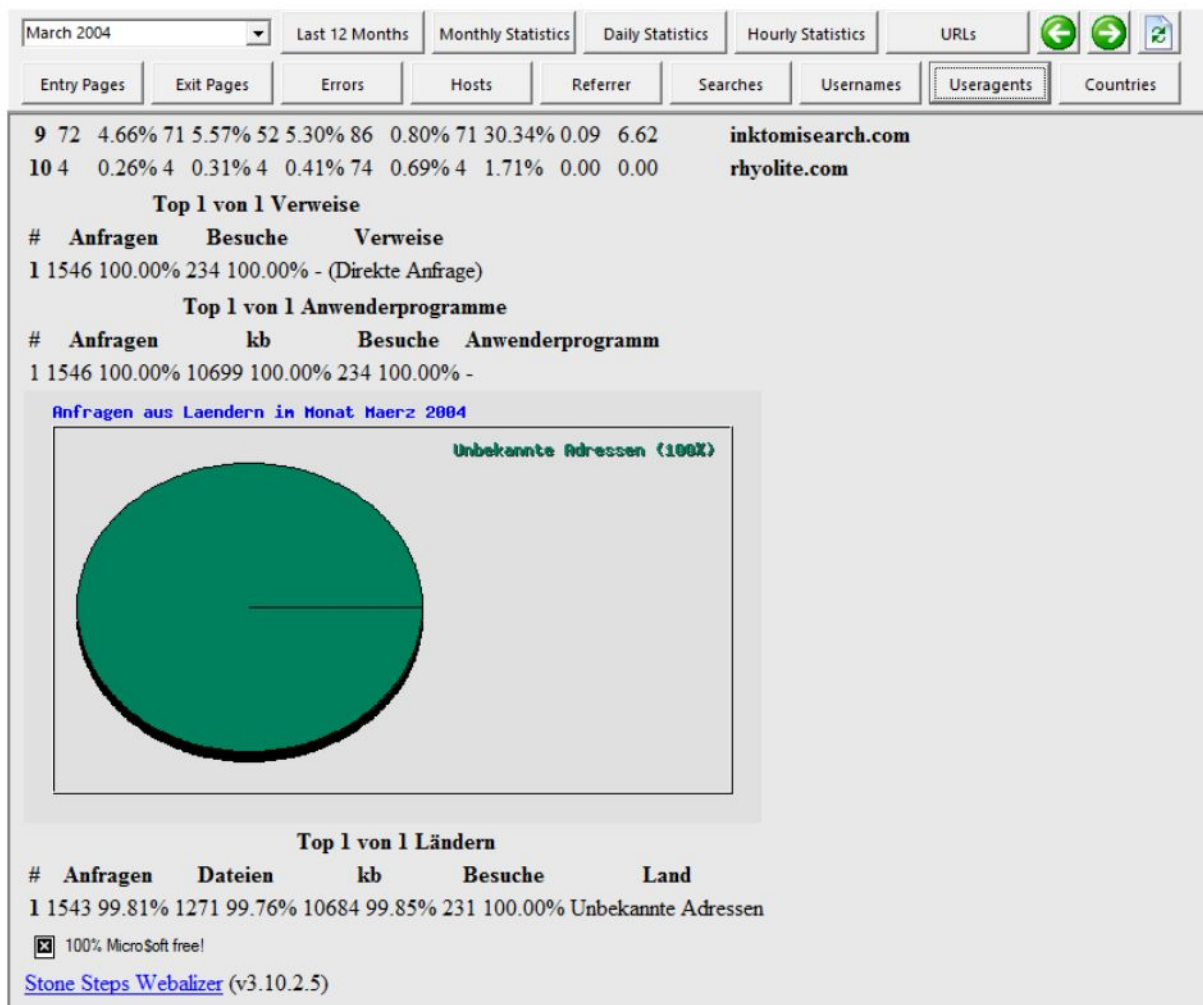 March 2004 Last 12 Months Monthly Statistics Daily Statistics Hourly Statistics URLs
Entry Pages Exit Pages Errors Hosts Referrer Searches Usernames Useragents Countries
9 72 4.66% 71 5.57% 52 5.30% 86 0.80% 71 30.34% 0.09 6.62 inktomisearch.com
10 4 0.26% 4 0.31% 4 0.41% 74 0.69% 4 1.71% 0.00 0.00 rhyolite.com
Top 1 von 1 Verweise
# Anfragen Besuche Verweise
1 1546 100.00% 234 100.00% - (Direkte Anfrage)
Top 1 von 1 Anwenderprogramme
# Anfragen kb Besuche Anwenderprogramm
1 1546 100.00% 10699 100.00% 234 100.00% -
Anfragen aus Laendern im Monat Maerz 2004
Unbekannte Adressen (100%)
Top 1 von 1 Ländern
# Anfragen Dateien kb Besuche Land
1 1543 99.81% 1271 99.76% 10684 99.85% 231 100.00% Unbekannte Adressen
100% Micro$oft free!
Stone Steps Webalizer (v3.10.2.5)